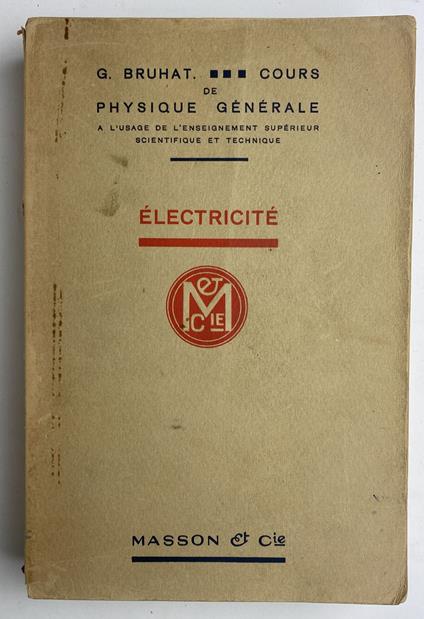 G. BRUHAT. ■■■ COURS
DE
PHYSIQUE GÉNÉRALE
A L'USAGE DE L'ENSEIGNEMENT SUPÉRIEUR
SCIENTIFIQUE ET TECHNIQUE
ÉLECTRICITÉ
M et CIE
MASSON et Cie